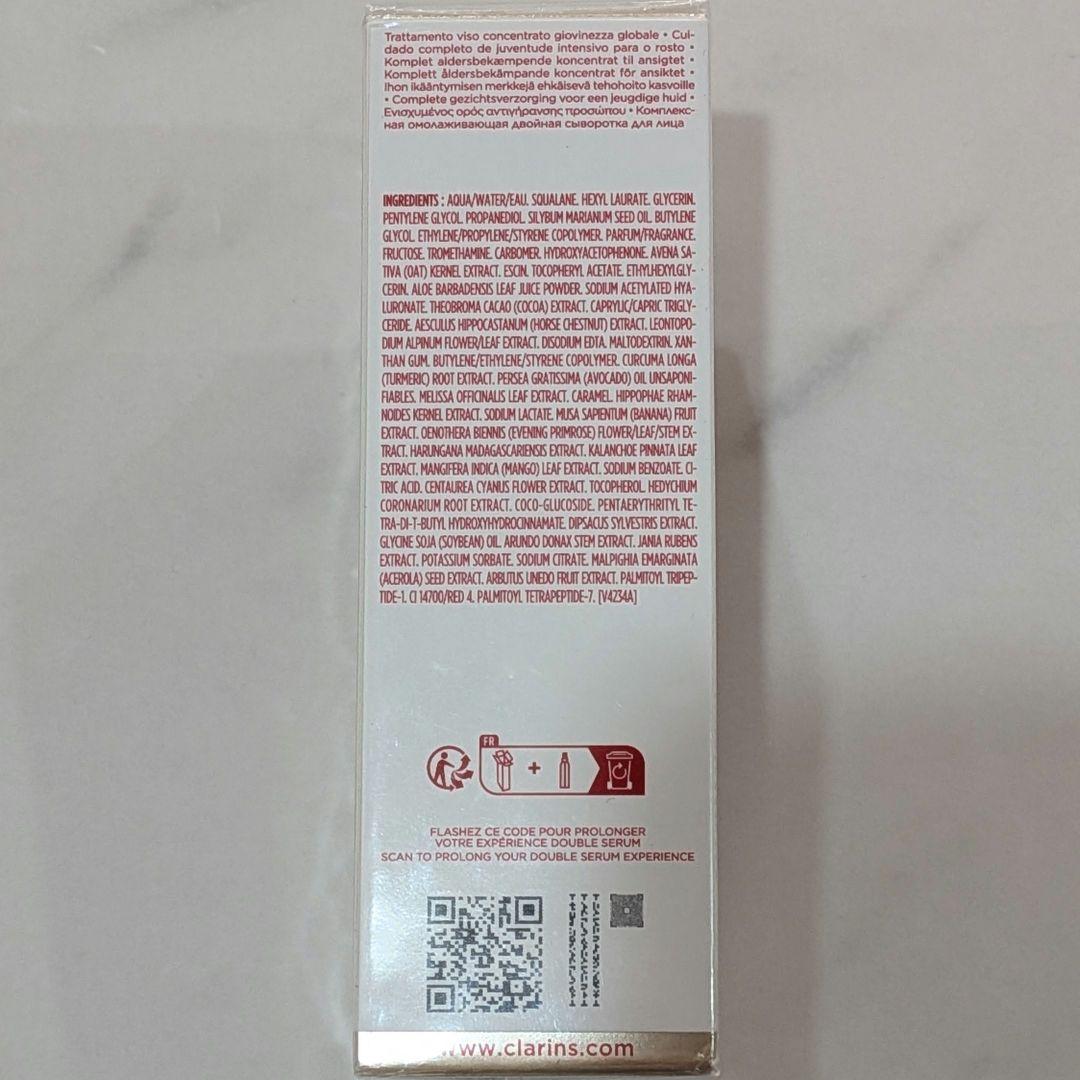 Trattamento viso concentrato giovinezza globale • Cui-
dado completo de juventude intensivo para o rosto •
Komplet aldersbekæmpende koncentrat til ansigtet •
Komplett åldersbekämpande koncentrat för ansiktet •
Ihon ikääntymisen merkkejä ehkäisevä tehohoito kasvoille
• Complete gezichtsverzorging voor een jeugdige huid •
Ενισχυμένος ορός αντιγήρανσης προσώπου • Комплекс-
ная омолаживающая двойная сыворотка для лица
INGREDIENTS : AQUA/WATER/EAU. SQUALANE. HEXYL LAURATE. GLYCERIN.
PENTYLENE GLYCOL. PROPANEDIOL. SILYBUM MARIANUM SEED OIL. BUTYLENE
GLYCOL. ETHYLENE/PROPYLENE/STYRENE COPOLYMER. PARFUM/FRAGRANCE.
FRUCTOSE. TROMETHAMINE. CARBOMER. HYDROXYACETOPHENONE. AVENA SA-
TIVA (OAT) KERNEL EXTRACT. ESCIN. TOCOPHERYL ACETATE. ETHYLHEXYLGLY-
CERIN. ALOE BARBADENSIS LEAF JUICE POWDER. SODIUM ACETYLATED HYA-
LURONATE. THEOBROMA CACAO (COCOA) EXTRACT. CAPRYLIC/CAPRIC TRIGLY-
CERIDE. AESCULUS HIPPOCASTANUM (HORSE CHESTNUT) EXTRACT. LEONTOPO-
DIUM ALPINUM FLOWER/LEAF EXTRACT. DISODIUM EDTA. MALTODEXTRIN. XAN-
THAN GUM. BUTYLENE/ETHYLENE/STYRENE COPOLYMER. CURCUMA LONGA
(TURMERIC) ROOT EXTRACT. PERSEA GRATISSIMA (AVOCADO) OIL UNSAPONI-
FIABLES. MELISSA OFFICINALIS LEAF EXTRACT. CARAMEL. HIPPOPHAE RHAM-
NOIDES KERNEL EXTRACT. SODIUM LACTATE. MUSA SAPIENTUM (BANANA) FRUIT
EXTRACT. OENOTHERA BIENNIS (EVENING PRIMROSE) FLOWER/LEAF/STEM EX-
TRACT. HARUNGANA MADAGASCARIENSIS EXTRACT. KALANCHOE PINNATA LEAF
EXTRACT. MANGIFERA INDICA (MANGO) LEAF EXTRACT. SODIUM BENZOATE. CI-
TRIC ACID. CENTAUREA CYANUS FLOWER EXTRACT. TOCOPHEROL. HEDYCHIUM
CORONARIUM ROOT EXTRACT. COCO-GLUCOSIDE. PENTAERYTHRITYL TE-
TRA-DI-T-BUTYL HYDROXYHYDROCINNAMATE. DIPSACUS SYLVESTRIS EXTRACT.
GLYCINE SOJA (SOYBEAN) OIL. ARUNDO DONAX STEM EXTRACT. JANIA RUBENS
EXTRACT. POTASSIUM SORBATE. SODIUM CITRATE. MALPIGHIA EMARGINATA
(ACEROLA) SEED EXTRACT. ARBUTUS UNEDO FRUIT EXTRACT. PALMITOYL TRIPEP-
TIDE-1. CI 14700/RED 4. PALMITOYL TETRAPEPTIDE-7. [V4234A]
FR
+
FLASHEZ CE CODE POUR PROLONGER
VOTRE EXPÉRIENCE DOUBLE SERUM
SCAN TO PROLONG YOUR DOUBLE SERUM EXPERIENCE
www.clarins.com